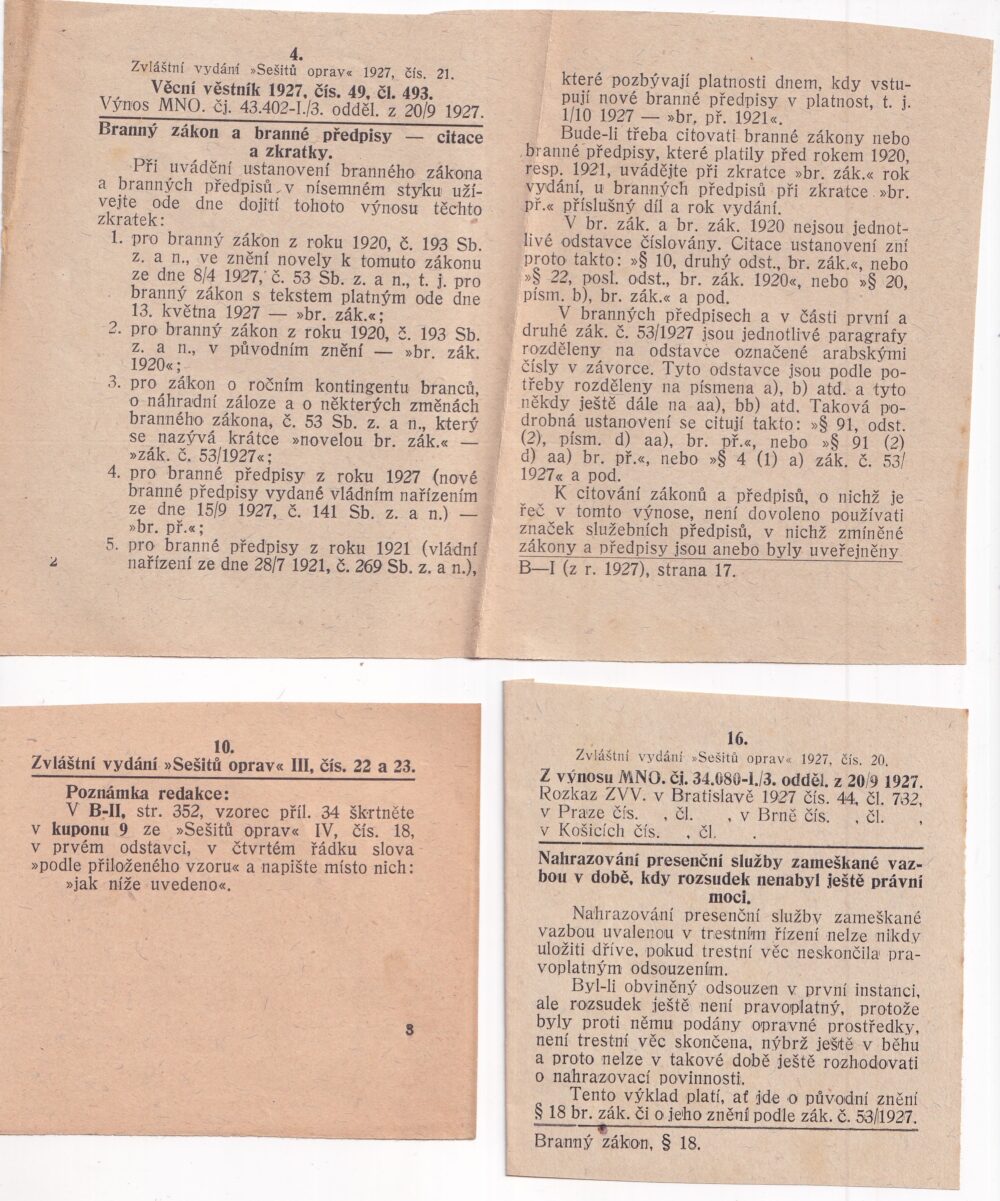 4.
Zvláštní vydání »Sešitů oprav« 1927, čís. 21.
Věcní věstník 1927, čís. 49, čl. 493.
Výnos MNO. čj. 43.402-I./3. odděl. z 20/9 1927.
Branný zákon a branné předpisy — citace
a zkratky.
Při uvádění ustanovení branného zákona
a branných předpisů v písemném styku uží-
vejte ode dne dojití tohoto výnosu těchto
zkratek:
1. pro branný zákon z roku 1920, č. 193 Sb.
z. a n., ve znění novely k tomuto zákonu
ze dne 8/4 1927, č. 53 Sb. z. a n., t. j. pro
branný zákon s tekstem platným ode dne
13. května 1927 — »br. zák.«;
2. pro branný zákon z roku 1920, č. 193 Sb.
z. a n., v původním znění — »br. zák.
1920«;
3. pro zákon o ročním kontingentu branců,
o náhradní záloze a o některých změnách
branného zákona, č. 53 Sb. z. a n., který
se nazývá krátce »novelou br. zák.« —
»zák. č. 53/1927«;
4. pro branné předpisy z roku 1927 (nové
branné předpisy vydané vládním nařízením
ze dne 15/9 1927, č. 141 Sb. z. a n.) —
»br. př.«;
5. pro branné předpisy z roku 1921 (vládní
nařízení ze dne 28/7 1921, č. 269 Sb. z. a n.),
2
které pozbývají platnosti dnem, kdy vstu-
pují nové branné předpisy v platnost, t. j.
1/10 1927 — »br. př. 1921«.
Bude-li třeba citovati branné zákony nebo
branné předpisy, které platily před rokem 1920,
resp. 1921, uvádějte při zkratce »br. zák.« rok
vydání, u branných předpisů při zkratce »br.
př.« příslušný díl a rok vydání.
V br. zák. a br. zák. 1920 nejsou jednot-
livé odstavce číslovány. Citace ustanovení zní
proto takto: »§ 10, druhý odst., br. zák.«, nebo
»§ 22, posl. odst., br. zák. 1920«, nebo »§ 20,
písm. b), br. zák.« a pod.
V branných předpisech a v části první a
druhé zák. č. 53/1927 jsou jednotlivé paragrafy
rozděleny na odstavce označené arabskými
čísly v závorce. Tyto odstavce jsou podle po-
třeby rozděleny na písmena a), b) atd. a tyto
někdy ještě dále na aa), bb) atd. Taková po-
drobná ustanovení se citují takto: »§ 91, odst.
(2), písm. d) aa), br. př.«, nebo »§ 91 (2)
d) aa) br. př.«, nebo »§ 4 (1) a) zák. č. 53/
1927« a pod.
K citování zákonů a předpisů, o nichž je
řeč v tomto výnose, není dovoleno používati
značek služebních předpisů, v nichž zmíněné
zákony a předpisy jsou anebo byly uveřejněny
B—I (z r. 1927), strana 17.
10.
Zvláštní vydání »Sešitů oprav« III, čís. 22 a 23.
Poznámka redakce:
V B-II, str. 352, vzorec příl. 34 škrtněte
v kuponu 9 ze »Sešitů oprav« IV, čís. 18,
v prvém odstavci, v čtvrtém řádku slova
»podle přiloženého vzoru« a napište místo nich:
»jak níže uvedeno«.
3
16.
Zvláštní vydání »Sešitů oprav« 1927, čís. 20.
Z výnosu MNO. čj. 34.080-I./3. odděl. z 20/9 1927.
Rozkaz ZVV. v Bratislavě 1927 čís. 44, čl. 732,
v Praze čís. , čl. , v Brně čís. , čl. ,
v Košicích čís. , čl. .
Nahrazování presenční služby zameškané vaz-
bou v době, kdy rozsudek nenabyl ještě právní
moci.
Nahrazování presenční služby zameškané
vazbou uvalenou v trestním řízení nelze nikdy
uložiti dříve, pokud trestní věc neskončila pra-
voplatným odsouzením.
Byl-li obviněný odsouzen v první instanci,
ale rozsudek ještě není pravoplatný, protože
byly proti němu podány opravné prostředky,
není trestní věc skončena, nýbrž ještě v běhu
a proto nelze v takové době ještě rozhodovati
o nahrazovací povinnosti.
Tento výklad platí, ať jde o původní znění
§ 18 br. zák. či o jeho znění podle zák. č. 53/1927.
Branný zákon, § 18.